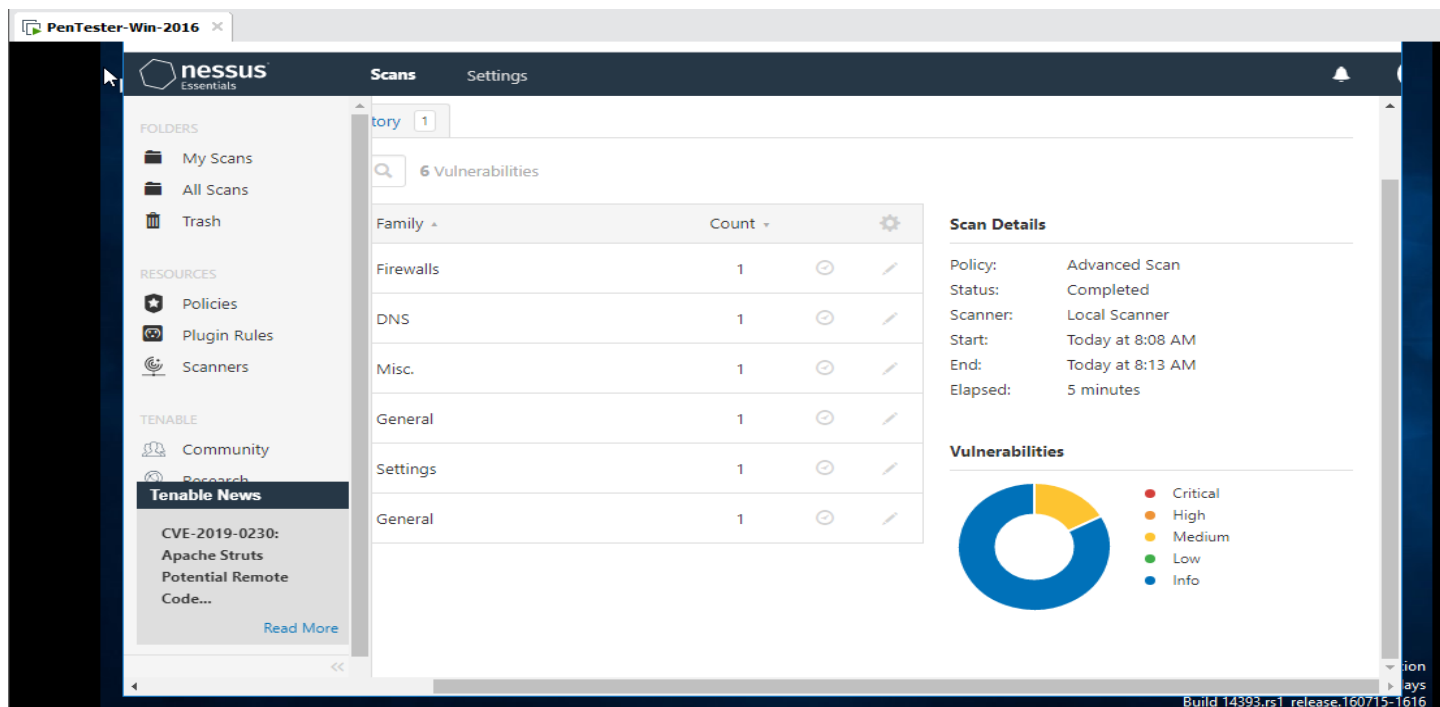 PenTester-Win-2016
nessus
Essentials
Scans
Settings
FOLDERS
My Scans
All Scans
Trash
RESOURCES
Policies
Plugin Rules
Scanners
TENABLE
Community
Research
Tenable News
CVE-2019-0230:
Apache Struts
Potential Remote
Code...
Read More
tory 1
6 Vulnerabilities
Family Count
Firewalls 1
DNS 1
Misc. 1
General 1
Settings 1
General 1
Scan Details
Policy: Advanced Scan
Status: Completed
Scanner: Local Scanner
Start: Today at 8:08 AM
End: Today at 8:13 AM
Elapsed: 5 minutes
Vulnerabilities
Critical
High
Medium
Low
Info
tion
ays
Build 14393.rs1_release.160715-1616